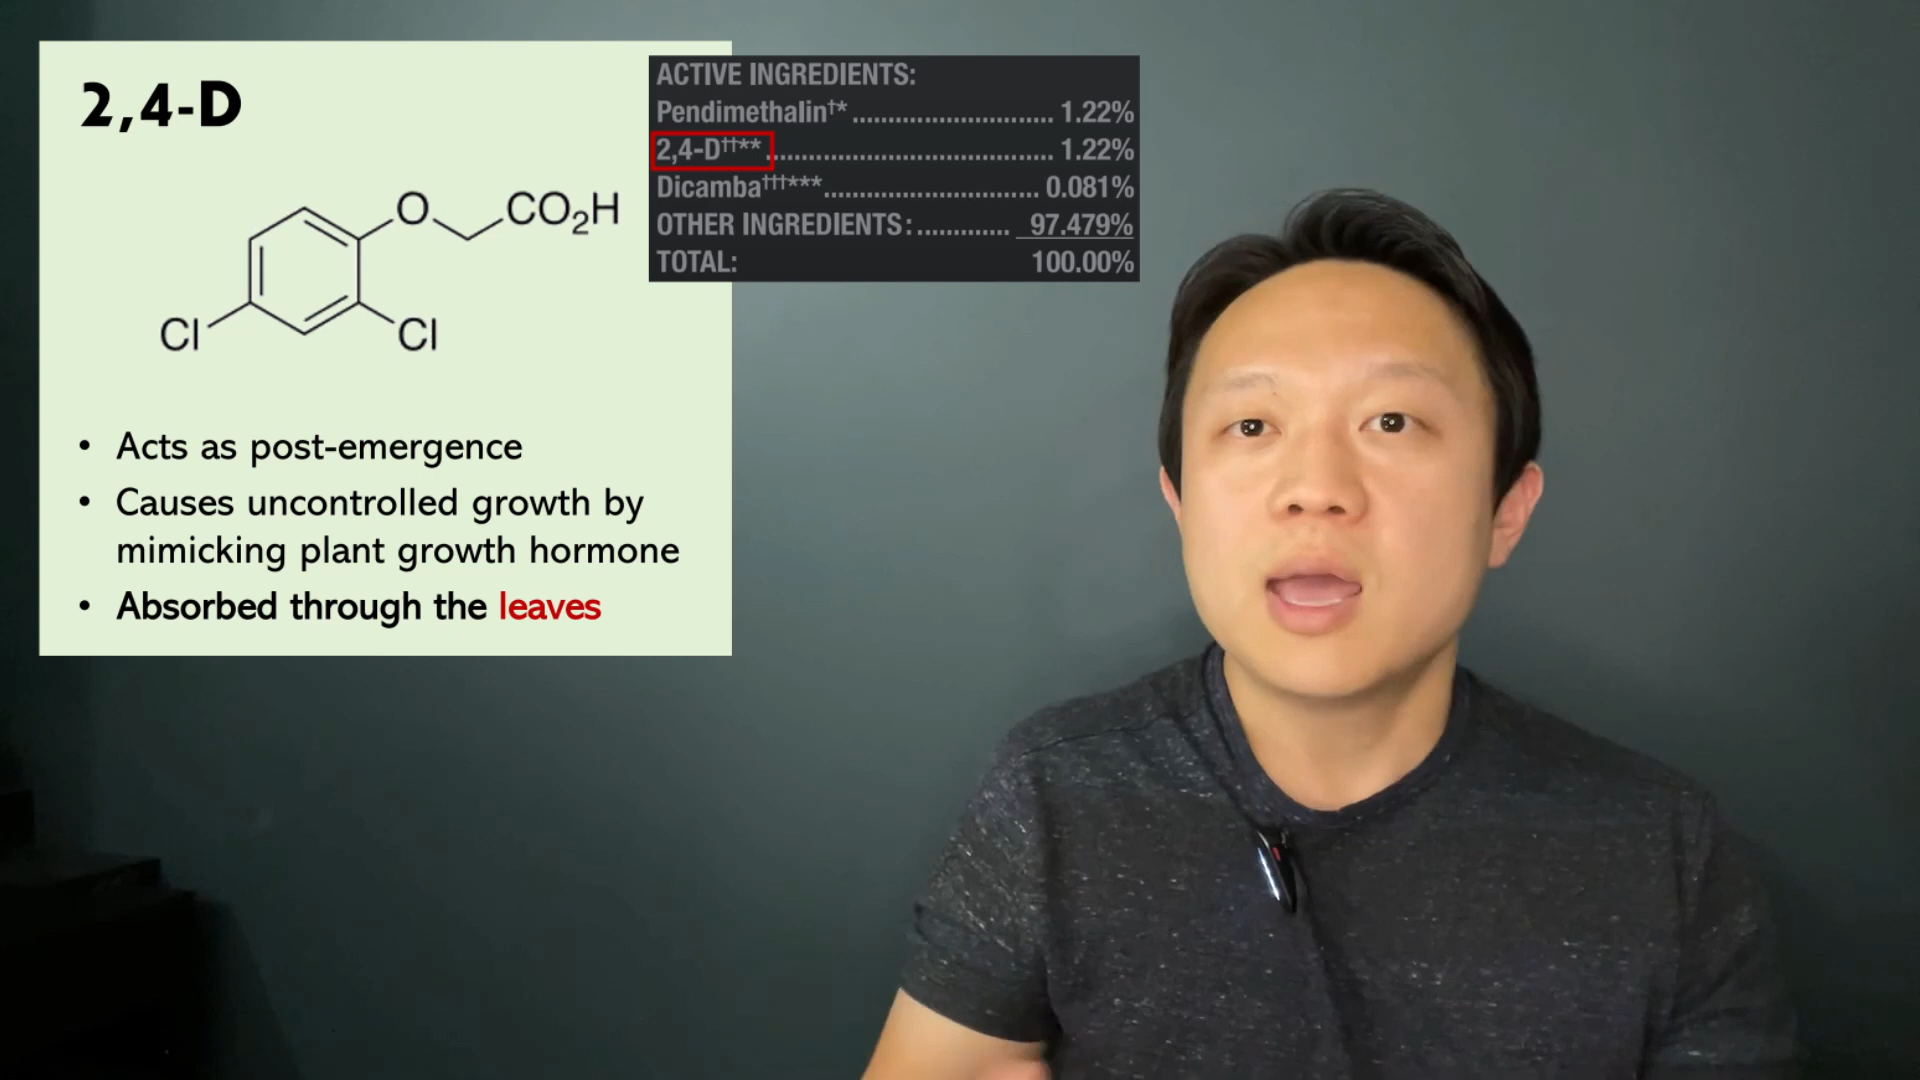 2,4-D
O
CO₂H
Cl
Cl
• Acts as post-emergence
• Causes uncontrolled growth by
mimicking plant growth hormone
• Absorbed through the leaves
ACTIVE INGREDIENTS:
Pendimethalin†* ........................... 1.22%
2,4-D††** .................................. 1.22%
Dicamba†††*** ............................. 0.081%
OTHER INGREDIENTS: ............. 97.479%
TOTAL: 100.00%